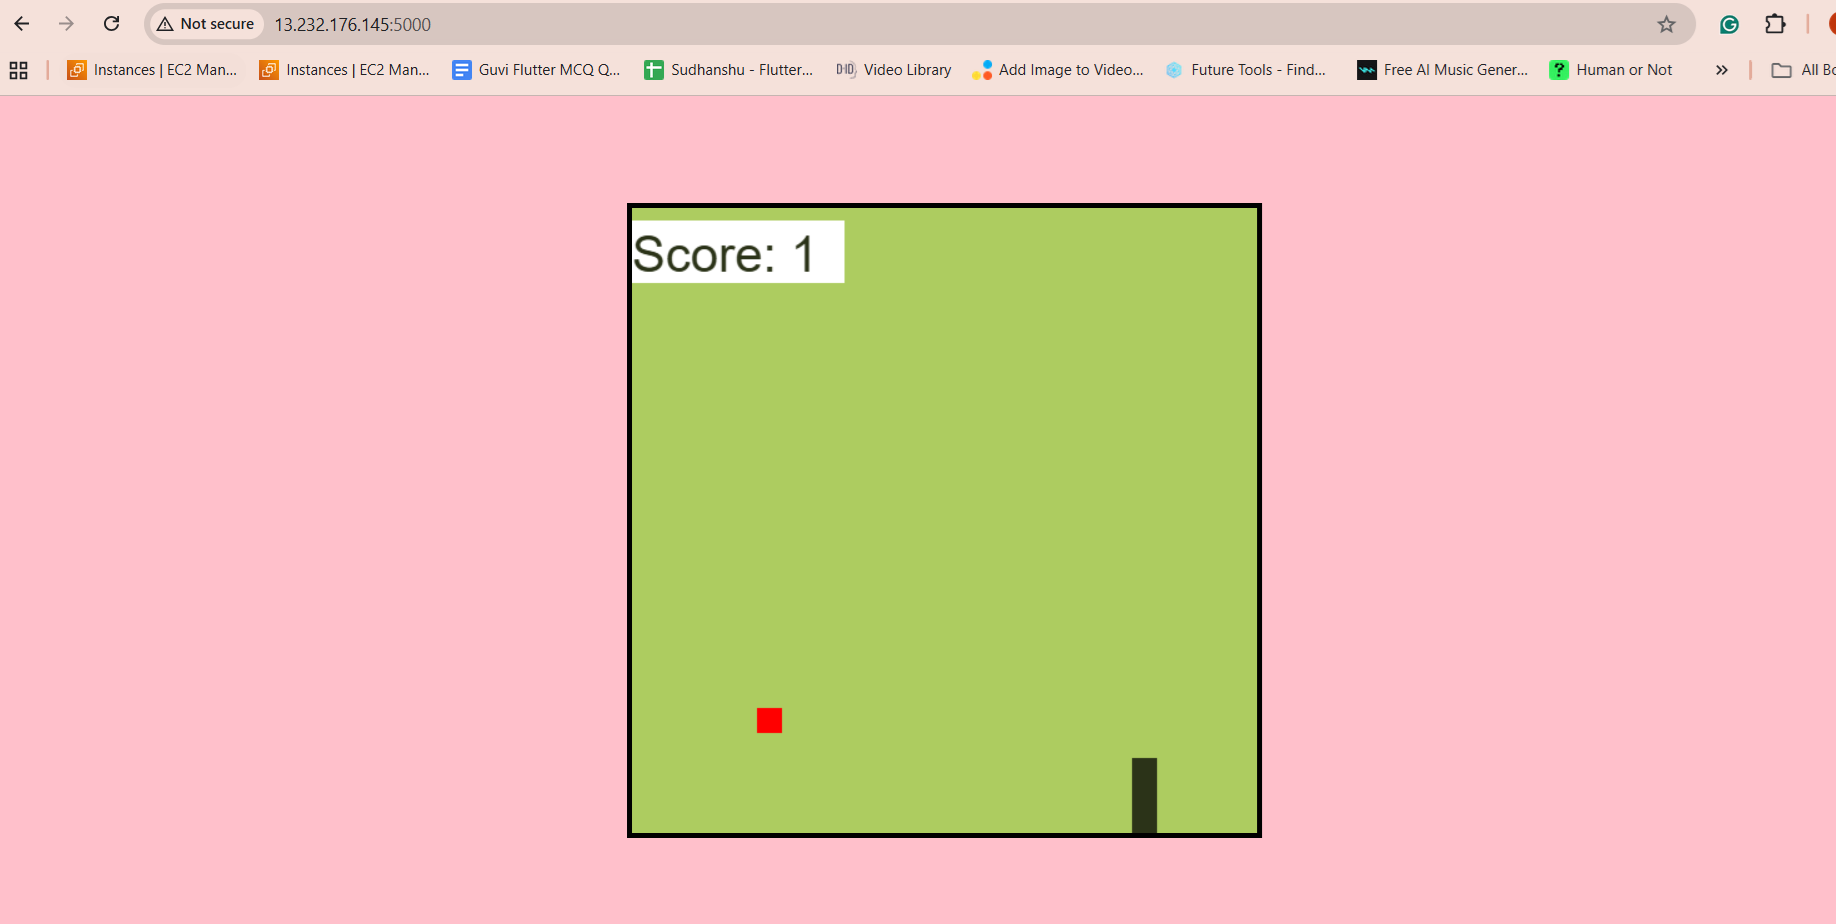 Not secure 13.232.176.145:5000
Instances | EC2 Man... Instances | EC2 Man... Guvi Flutter MCQ Q... Sudhanshu - Flutter... Video Library Add Image to Video... Future Tools - Find... Free AI Music Gener... Human or Not All Bo
Score: 1